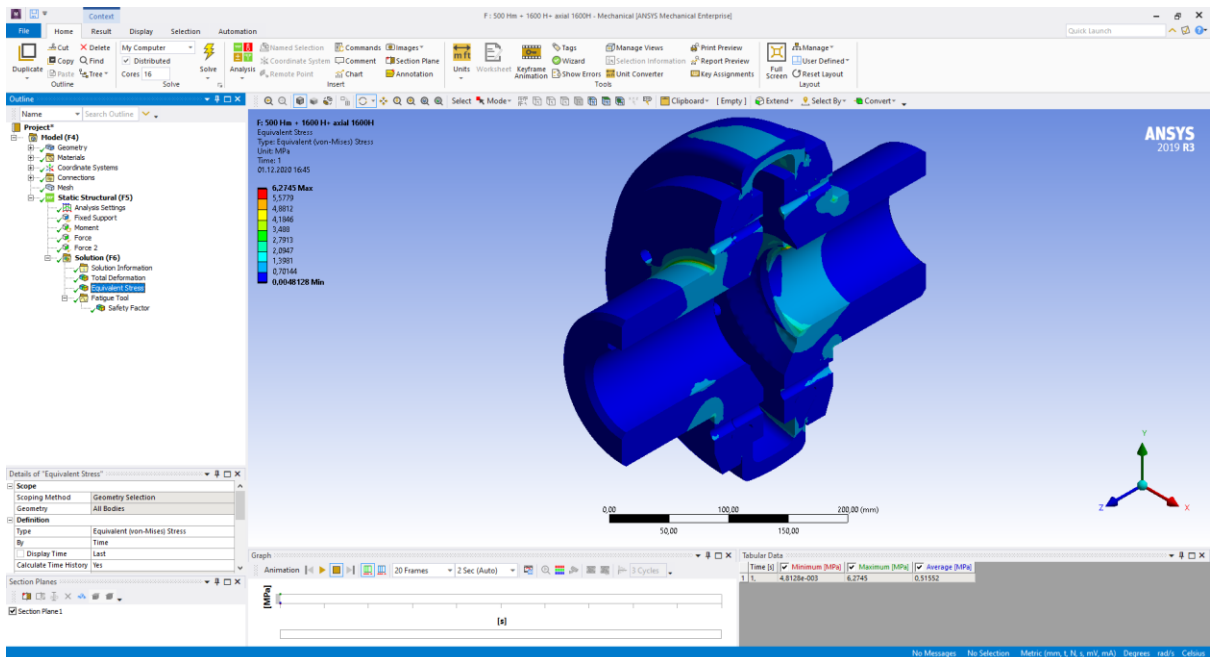 Context
F : 500 Hm + 1600 H+ axial 1600H - Mechanical [ANSYS Mechanical Enterprise]
File Home Result Display Selection Automation
Quick Launch
Duplicate
Cut
Copy
Paste
Delete
Find
Tree
Outline
My Computer
Distributed
Cores 16
Solve
Solve
Analysis
Named Selection
Coordinate System
Remote Point
Commands
Comment
Chart
Images
Section Plane
Annotation
Insert
Units
Worksheet
Keyframe Animation
Tags
Wizard
Show Errors
Manage Views
Selection Information
Unit Converter
Print Preview
Report Preview
Key Assignments
Tools
Full Screen
Manage
User Defined
Reset Layout
Layout
Outline
Select Mode Clipboard [Empty] Extend Select By Convert
Name Search Outline
Project*
Model (F4)
Geometry
Materials
Coordinate Systems
Connections
Mesh
Static Structural (F5)
Analysis Settings
Fixed Support
Moment
Force
Force 2
Solution (F6)
Solution Information
Total Deformation
Equivalent Stress
Fatigue Tool
Safety Factor
F: 500 Hm + 1600 H+ axial 1600H
Equivalent Stress
Type: Equivalent (von-Mises) Stress
Unit: MPa
Time: 1
01.12.2020 16:45
6,2745 Max
5,5779
4,8812
4,1846
3,488
2,7913
2,0947
1,3981
0,70144
0,0048128 Min
ANSYS
2019 R3
Y
Z
X
0,00 100,00 200,00 (mm)
50,00 150,00
Details of "Equivalent Stress"
Scope
Scoping Method Geometry Selection
Geometry All Bodies
Definition
Type Equivalent (von-Mises) Stress
By Time
Display Time Last
Calculate Time History Yes
Section Planes
Section Plane 1
Graph
Animation 20 Frames 2 Sec (Auto) 3 Cycles
[MPa]
[s]
Tabular Data
Time [s] Minimum [MPa] Maximum [MPa] Average [MPa]
1 1, 4,8128e-003 6,2745 0,51552
No Messages No Selection Metric (mm, t, N, s, mV, mA) Degrees rad/s Celsius